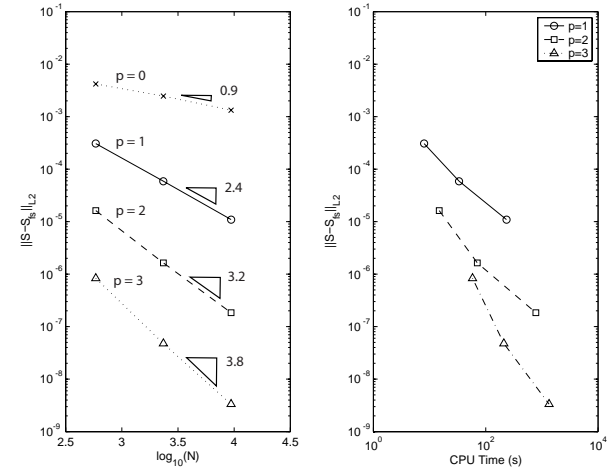 10^-1
10^-2
10^-3
10^-4
10^-5
10^-6
10^-7
10^-8
10^-9
||S−S_fs||_L2
p = 0
0.9
p = 1
2.4
p = 2
3.2
p = 3
3.8
2.5 3 3.5 4 4.5
log_10(N)
10^-1
10^-2
10^-3
10^-4
10^-5
10^-6
10^-7
10^-8
10^-9
||S−S_fs||_L2
p=1
p=2
p=3
10^0 10^2 10^4
CPU Time (s)